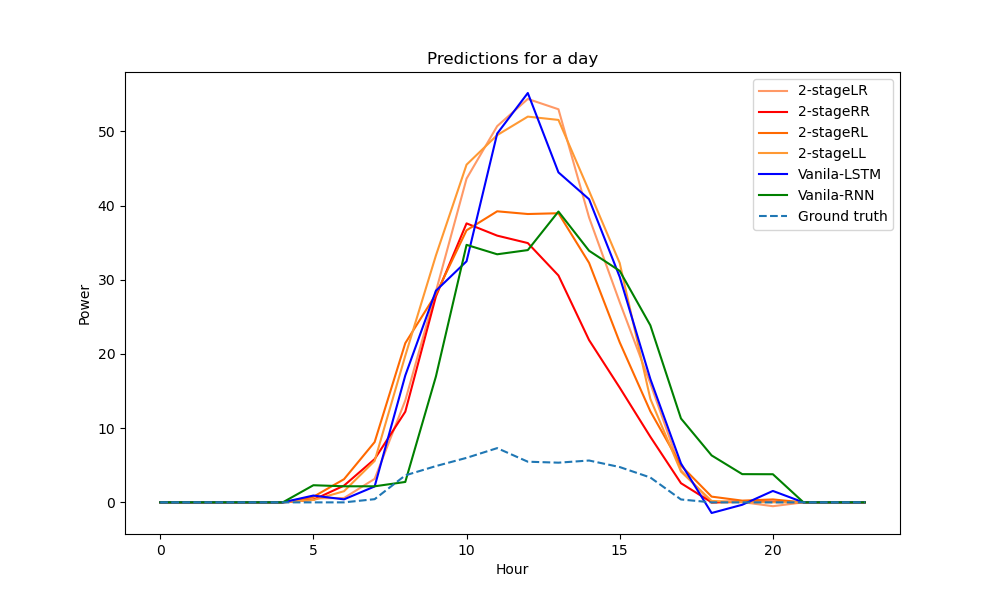 Predictions for a day
2-stageLR
2-stageRR
2-stageRL
2-stageLL
Vanila-LSTM
Vanila-RNN
Ground truth
Power
50
40
30
20
10
0
0 5 10 15 20
Hour